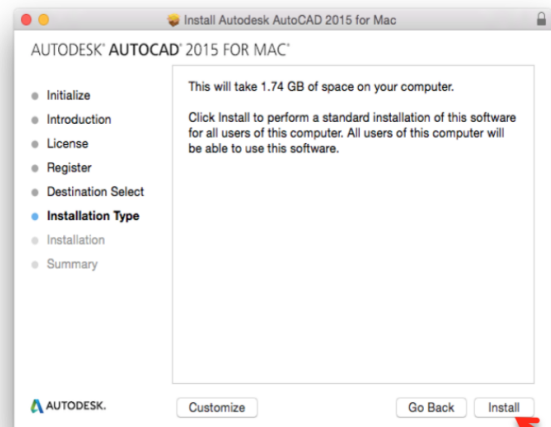 Install Autodesk AutoCAD 2015 for Mac
AUTODESK® AUTOCAD® 2015 FOR MAC®
Initialize
Introduction
License
Register
Destination Select
Installation Type
Installation
Summary
This will take 1.74 GB of space on your computer.
Click Install to perform a standard installation of this software
for all users of this computer. All users of this computer will
be able to use this software.
AUTODESK.
Customize
Go Back
Install